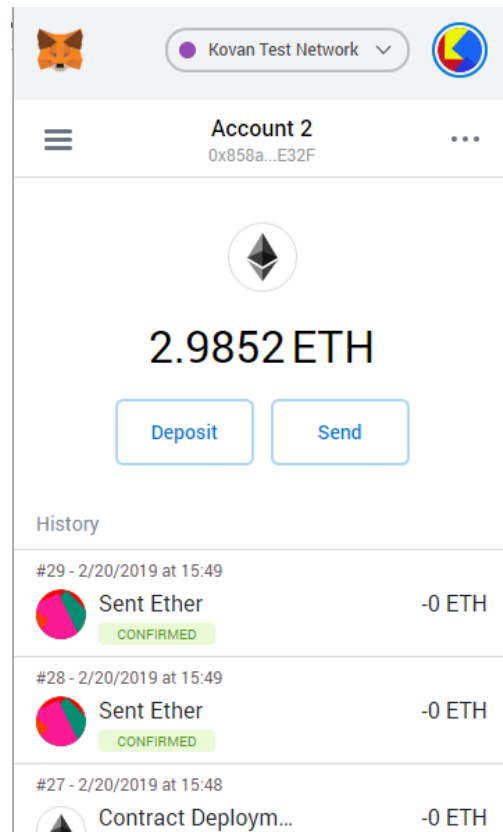 Kovan Test Network
Account 2
0x858a...E32F
2.9852 ETH
Deposit Send
History
#29 - 2/20/2019 at 15:49
Sent Ether -0 ETH
CONFIRMED
#28 - 2/20/2019 at 15:49
Sent Ether -0 ETH
CONFIRMED
#27 - 2/20/2019 at 15:48
Contract Deploym... -0 ETH